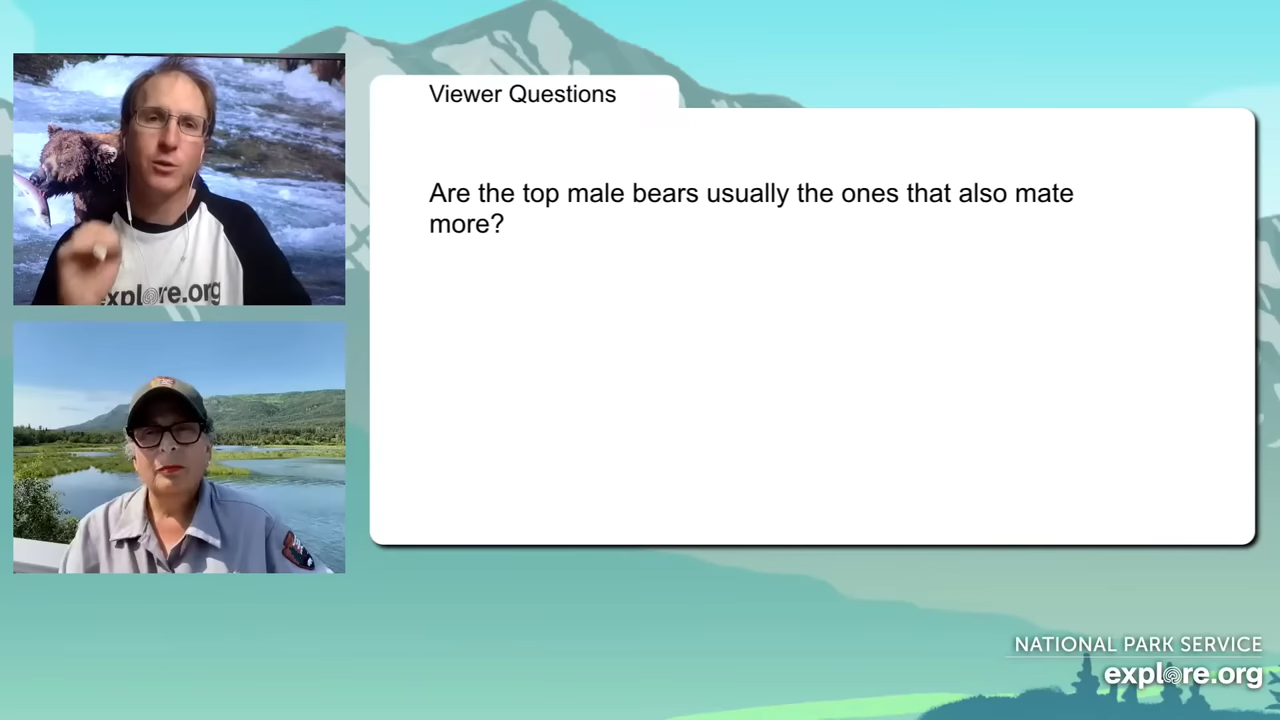 Viewer Questions
Are the top male bears usually the ones that also mate
more?
explore.org
NATIONAL PARK SERVICE
explore.org